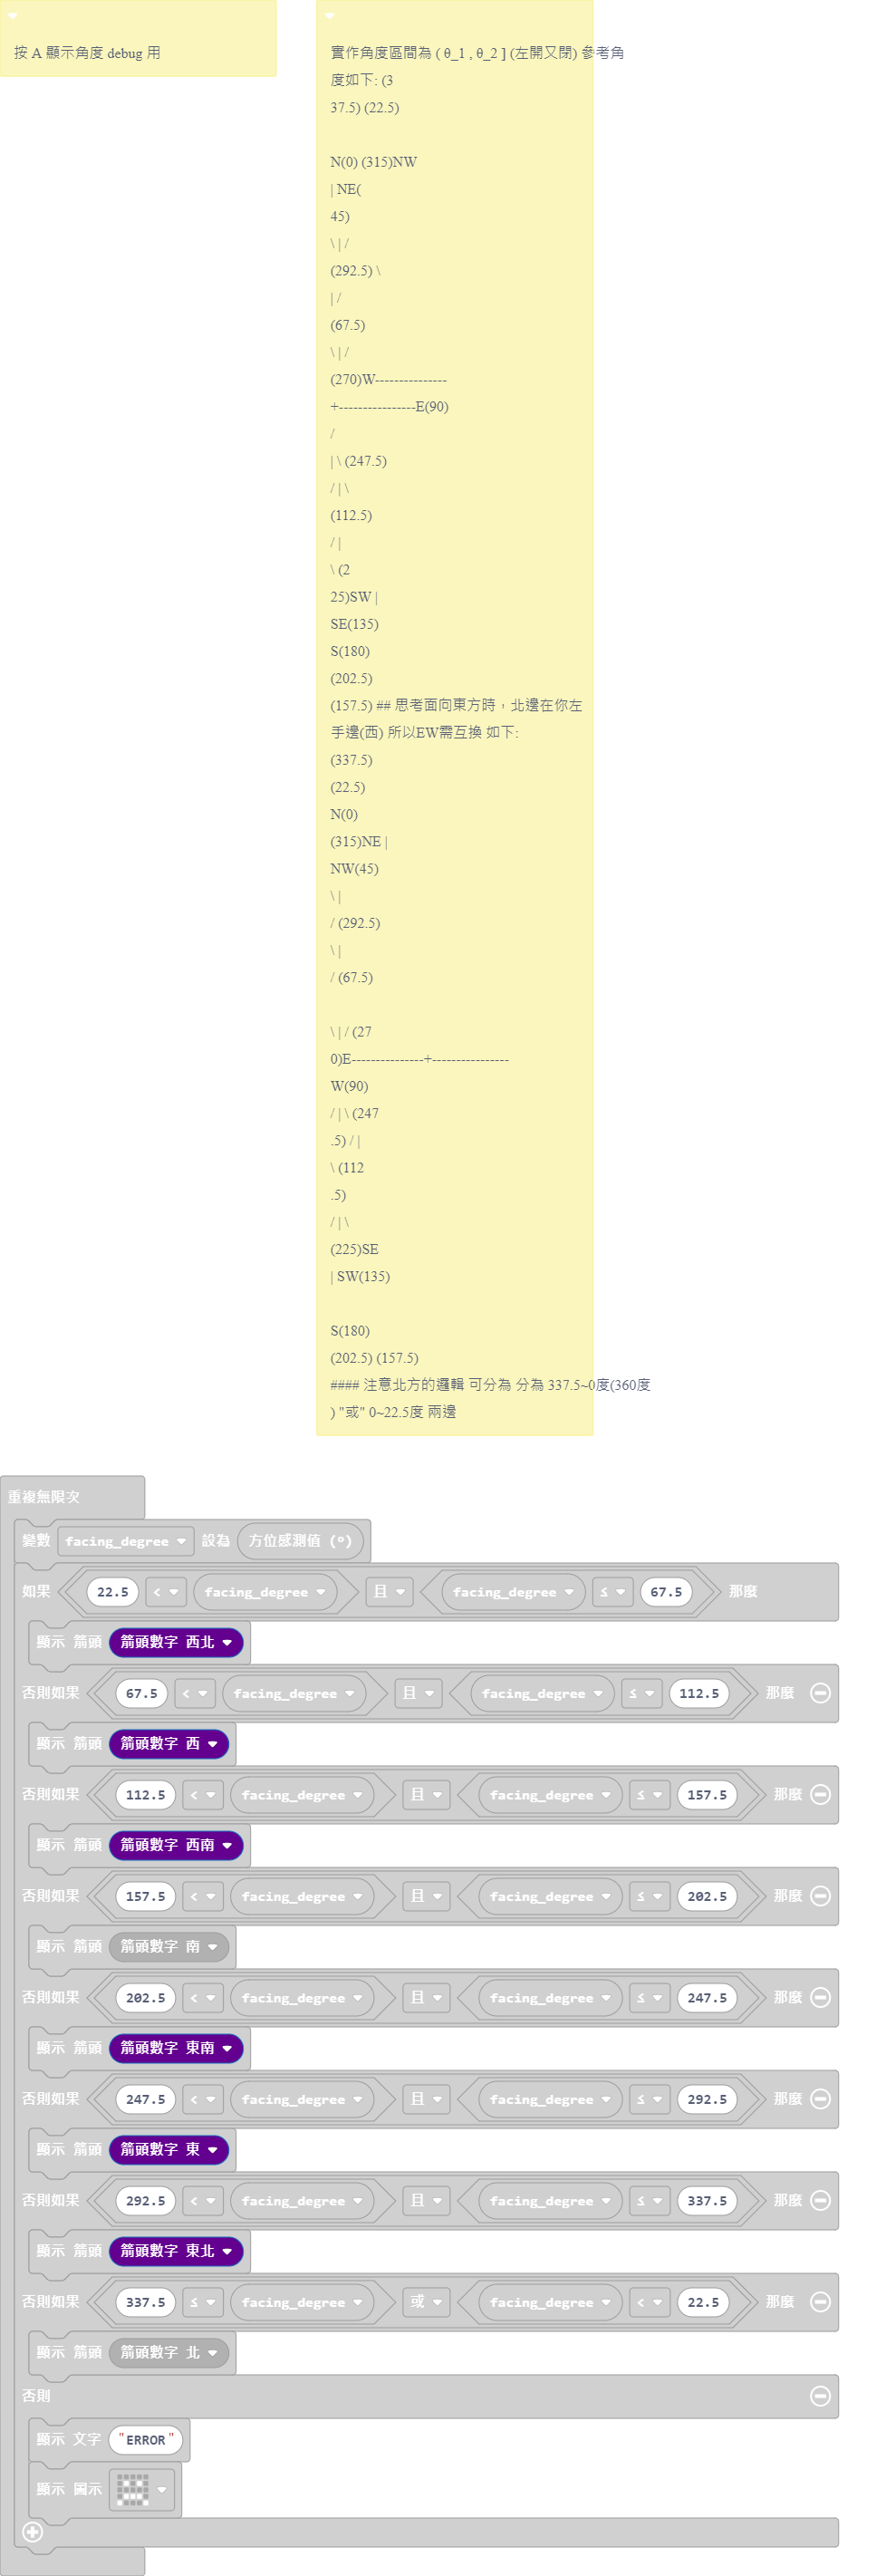 按 A 顯示角度 debug 用
實作角度區間為 ( θ_1 , θ_2 ] (左開又閉) 參考角
度如下: (3
37.5) (22.5)
N(0) (315)NW
| NE(
45)
\ | /
(292.5) \
| /
(67.5)
\ | /
(270)W---------------
+----------------E(90)
/
| \ (247.5)
/ | \
(112.5)
/ |
\ (2
25)SW |
SE(135)
S(180)
(202.5)
(157.5) ## 思考面向東方時，北邊在你左
手邊(西) 所以EW需互換 如下:
(337.5)
(22.5)
N(0)
(315)NE |
NW(45)
\ |
/ (292.5)
\ |
/ (67.5)
\ | / (27
0)E---------------+----------------
W(90)
/ | \ (247
.5) / |
\ (112
.5)
/ | \
(225)SE
| SW(135)
S(180)
(202.5) (157.5)
#### 注意北方的邏輯 可分為 分為 337.5~0度(360度
) "或" 0~22.5度 兩邊
重複無限次
變數 facing_degree 設為 方位感測值 (°)
如果 22.5 < facing_degree 且 facing_degree ≤ 67.5 那麼
顯示 箭頭 箭頭數字 西北
否則如果 67.5 < facing_degree 且 facing_degree ≤ 112.5 那麼
顯示 箭頭 箭頭數字 西
否則如果 112.5 < facing_degree 且 facing_degree ≤ 157.5 那麼
顯示 箭頭 箭頭數字 西南
否則如果 157.5 < facing_degree 且 facing_degree ≤ 202.5 那麼
顯示 箭頭 箭頭數字 南
否則如果 202.5 < facing_degree 且 facing_degree ≤ 247.5 那麼
顯示 箭頭 箭頭數字 東南
否則如果 247.5 < facing_degree 且 facing_degree ≤ 292.5 那麼
顯示 箭頭 箭頭數字 東
否則如果 292.5 < facing_degree 且 facing_degree ≤ 337.5 那麼
顯示 箭頭 箭頭數字 東北
否則如果 337.5 ≤ facing_degree 或 facing_degree < 22.5 那麼
顯示 箭頭 箭頭數字 北
否則
顯示 文字 "ERROR"
顯示 圖示